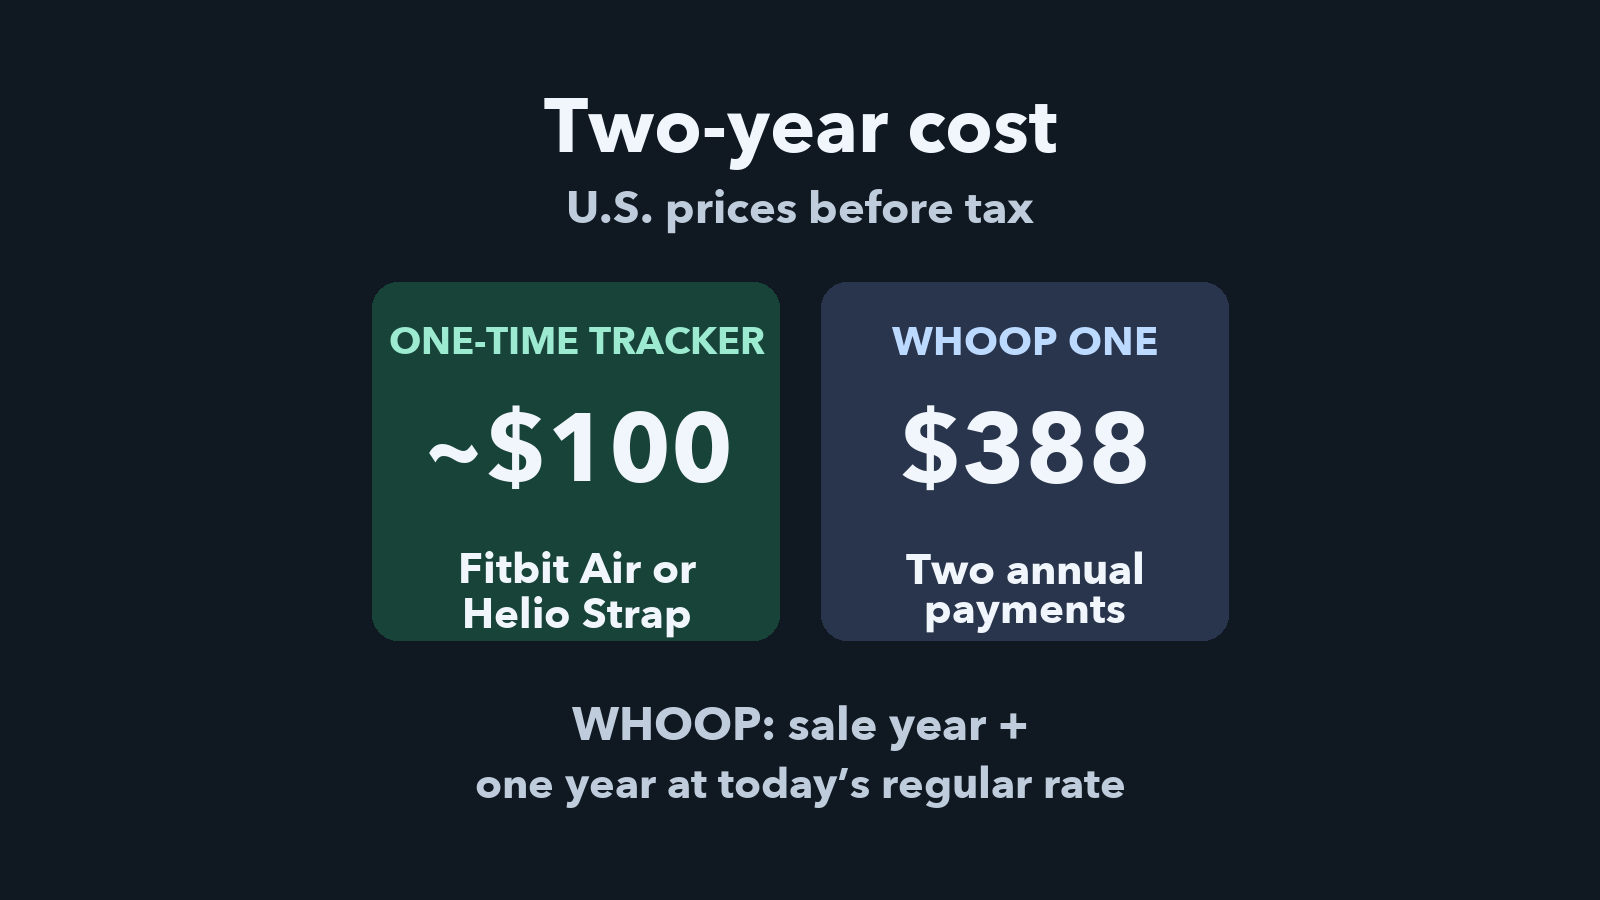 Two-year cost
U.S. prices before tax
ONE-TIME TRACKER
~$100
Fitbit Air or
Helio Strap
WHOOP ONE
$388
Two annual
payments
WHOOP: sale year +
one year at today’s regular rate